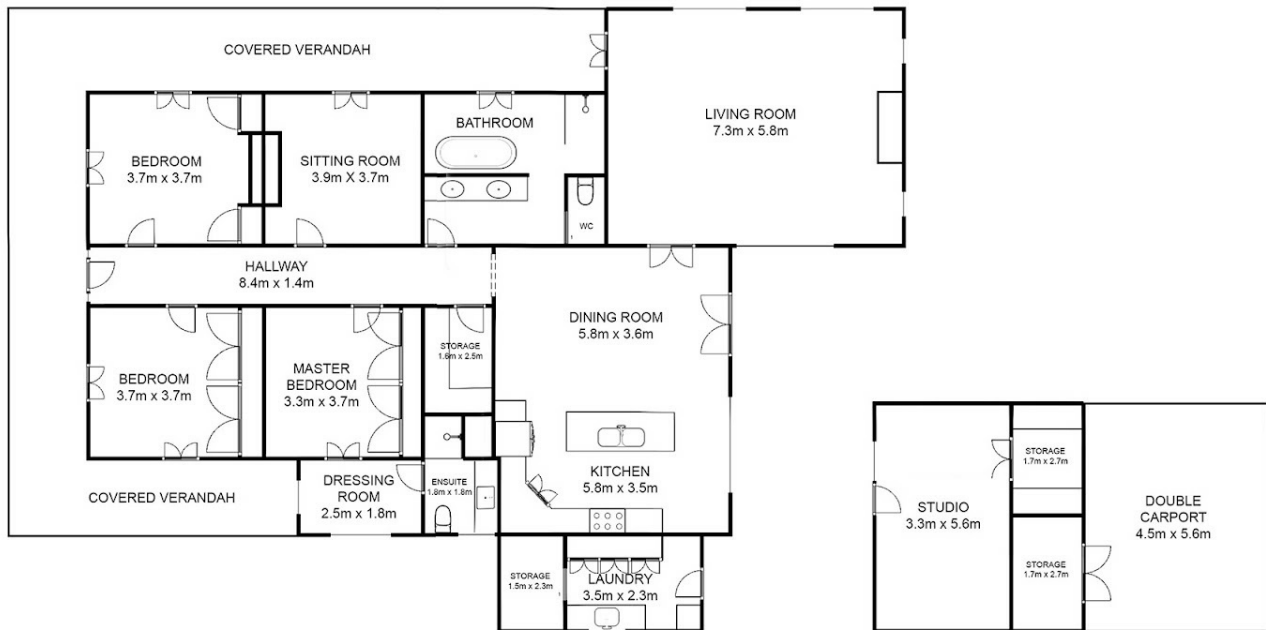 COVERED VERANDAH
BEDROOM
3.7m x 3.7m
SITTING ROOM
3.9m X 3.7m
BATHROOM
WC
LIVING ROOM
7.3m x 5.8m
HALLWAY
8.4m x 1.4m
BEDROOM
3.7m x 3.7m
MASTER
BEDROOM
3.3m x 3.7m
STORAGE
1.6m x 2.5m
DINING ROOM
5.8m x 3.6m
KITCHEN
5.8m x 3.5m
COVERED VERANDAH
DRESSING
ROOM
2.5m x 1.8m
ENSUITE
1.8m x 1.8m
STORAGE
1.5m x 2.3m
LAUNDRY
3.5m x 2.3m
STUDIO
3.3m x 5.6m
STORAGE
1.7m x 2.7m
STORAGE
1.7m x 2.7m
DOUBLE
CARPORT
4.5m x 5.6m